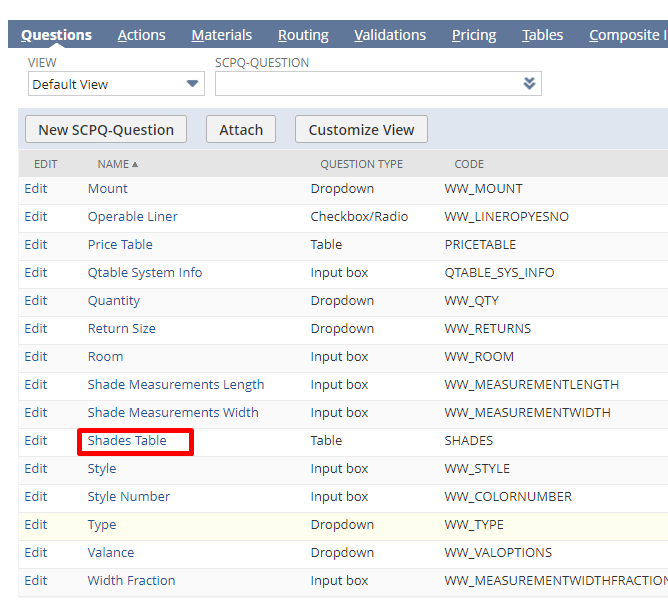 Questions Actions Materials Routing Validations Pricing Tables Composite I
VIEW SCPQ-QUESTION
Default View
New SCPQ-Question Attach Customize View
EDIT NAME ▲ QUESTION TYPE CODE
Edit Mount Dropdown WW_MOUNT
Edit Operable Liner Checkbox/Radio WW_LINEROPYESNO
Edit Price Table Table PRICETABLE
Edit Qtable System Info Input box QTABLE_SYS_INFO
Edit Quantity Dropdown WW_QTY
Edit Return Size Dropdown WW_RETURNS
Edit Room Input box WW_ROOM
Edit Shade Measurements Length Input box WW_MEASUREMENTLENGTH
Edit Shade Measurements Width Input box WW_MEASUREMENTWIDTH
Edit Shades Table Table SHADES
Edit Style Input box WW_STYLE
Edit Style Number Input box WW_COLORNUMBER
Edit Type Dropdown WW_TYPE
Edit Valance Dropdown WW_VALOPTIONS
Edit Width Fraction Input box WW_MEASUREMENTWIDTHFRACTION